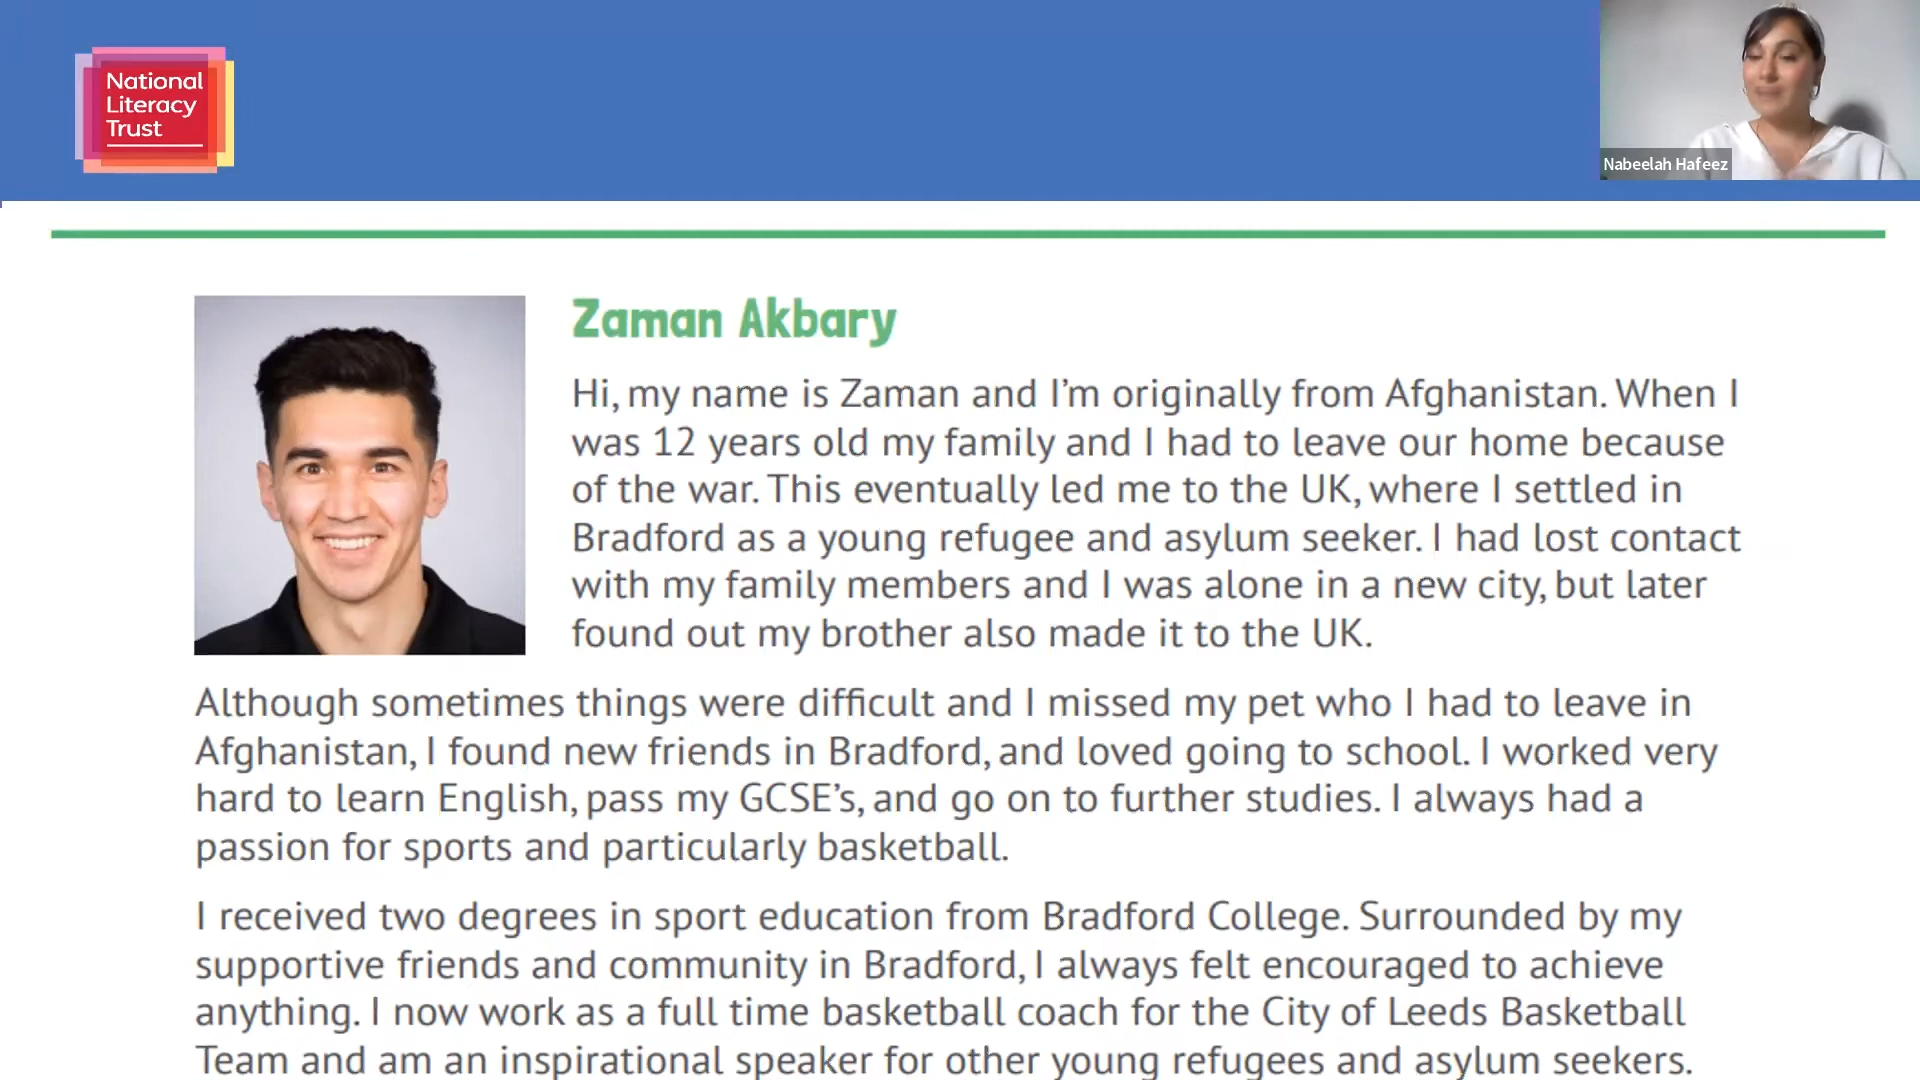 National
Literacy
Trust
Nabeelah Hafeez
Zaman Akbary
Hi, my name is Zaman and I’m originally from Afghanistan. When I
was 12 years old my family and I had to leave our home because
of the war. This eventually led me to the UK, where I settled in
Bradford as a young refugee and asylum seeker. I had lost contact
with my family members and I was alone in a new city, but later
found out my brother also made it to the UK.
Although sometimes things were difficult and I missed my pet who I had to leave in
Afghanistan, I found new friends in Bradford, and loved going to school. I worked very
hard to learn English, pass my GCSE’s, and go on to further studies. I always had a
passion for sports and particularly basketball.
I received two degrees in sport education from Bradford College. Surrounded by my
supportive friends and community in Bradford, I always felt encouraged to achieve
anything. I now work as a full time basketball coach for the City of Leeds Basketball
Team and am an inspirational speaker for other young refugees and asylum seekers.